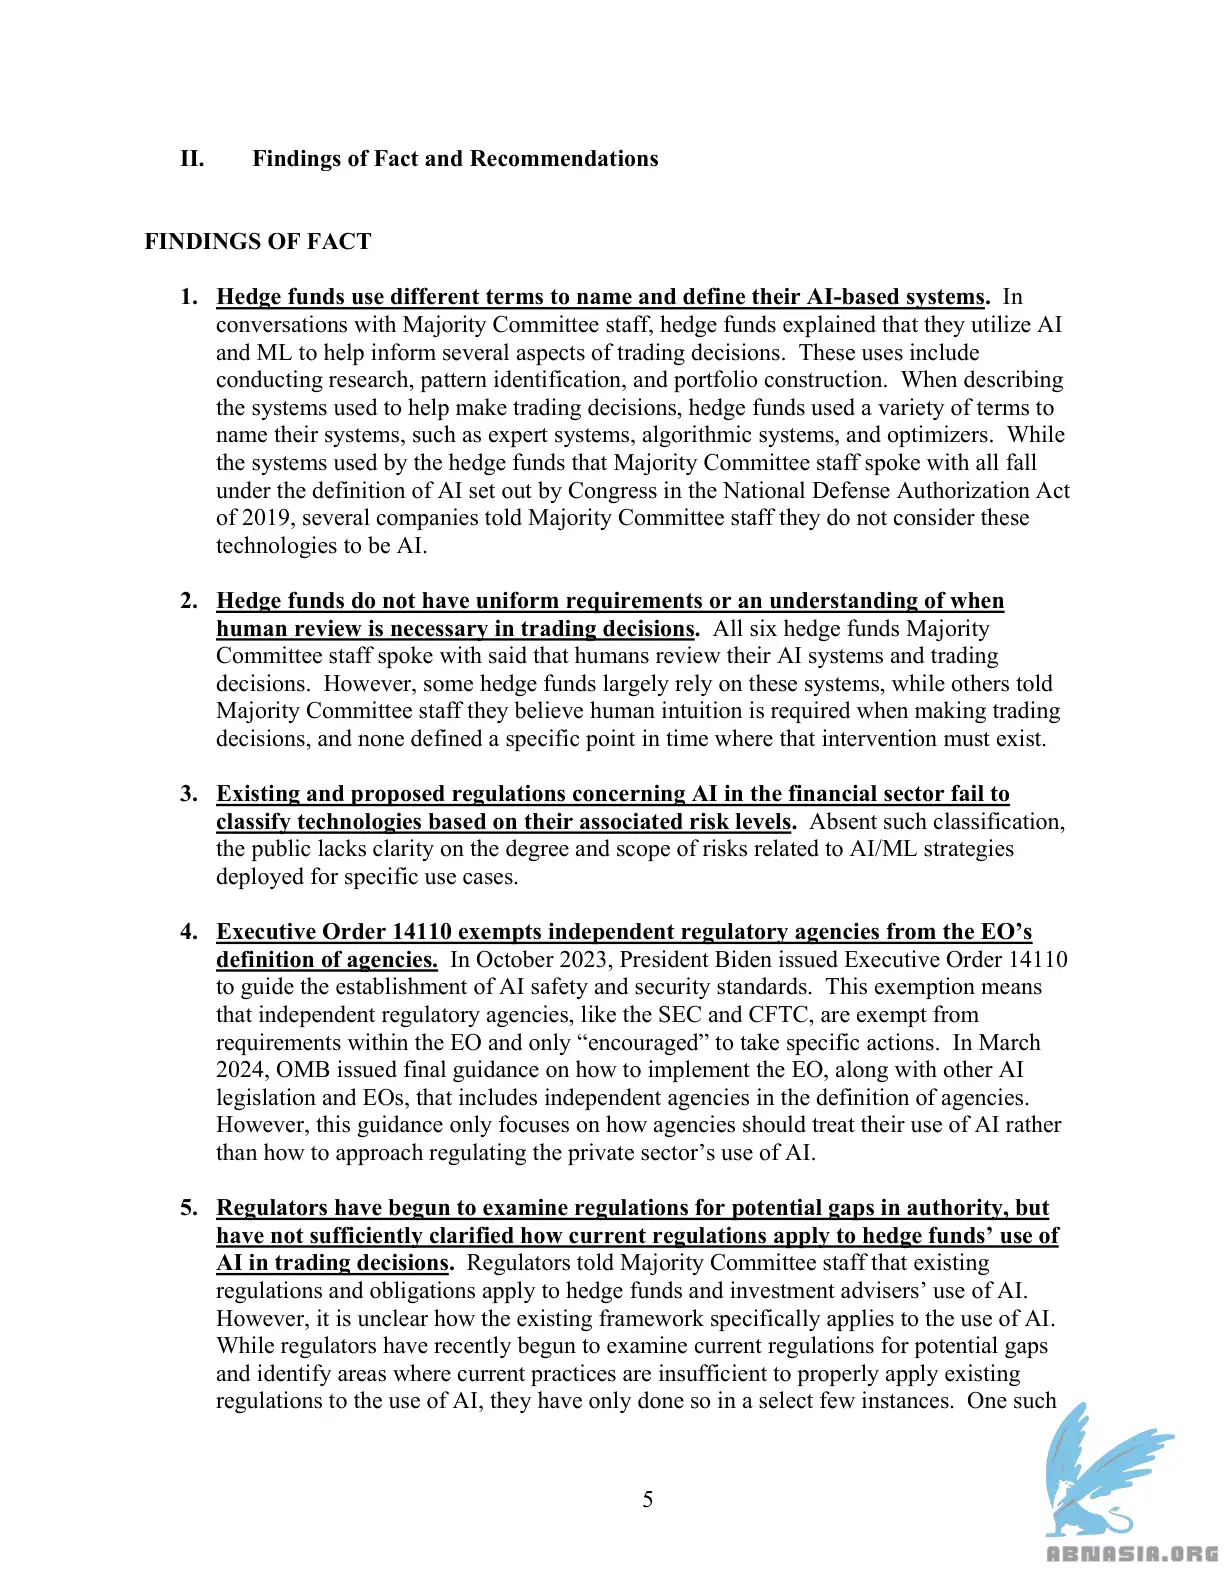 II. Findings of Fact and Recommendations
FINDINGS OF FACT
1. Hedge funds use different terms to name and define their AI-based systems. In
conversations with Majority Committee staff, hedge funds explained that they utilize AI
and ML to help inform several aspects of trading decisions. These uses include
conducting research, pattern identification, and portfolio construction. When describing
the systems used to help make trading decisions, hedge funds used a variety of terms to
name their systems, such as expert systems, algorithmic systems, and optimizers. While
the systems used by the hedge funds that Majority Committee staff spoke with all fall
under the definition of AI set out by Congress in the National Defense Authorization Act
of 2019, several companies told Majority Committee staff they do not consider these
technologies to be AI.
2. Hedge funds do not have uniform requirements or an understanding of when
human review is necessary in trading decisions. All six hedge funds Majority
Committee staff spoke with said that humans review their AI systems and trading
decisions. However, some hedge funds largely rely on these systems, while others told
Majority Committee staff they believe human intuition is required when making trading
decisions, and none defined a specific point in time where that intervention must exist.
3. Existing and proposed regulations concerning AI in the financial sector fail to
classify technologies based on their associated risk levels. Absent such classification,
the public lacks clarity on the degree and scope of risks related to AI/ML strategies
deployed for specific use cases.
4. Executive Order 14110 exempts independent regulatory agencies from the EO’s
definition of agencies. In October 2023, President Biden issued Executive Order 14110
to guide the establishment of AI safety and security standards. This exemption means
that independent regulatory agencies, like the SEC and CFTC, are exempt from
requirements within the EO and only “encouraged” to take specific actions. In March
2024, OMB issued final guidance on how to implement the EO, along with other AI
legislation and EOs, that includes independent agencies in the definition of agencies.
However, this guidance only focuses on how agencies should treat their use of AI rather
than how to approach regulating the private sector’s use of AI.
5. Regulators have begun to examine regulations for potential gaps in authority, but
have not sufficiently clarified how current regulations apply to hedge funds’ use of
AI in trading decisions. Regulators told Majority Committee staff that existing
regulations and obligations apply to hedge funds and investment advisers’ use of AI.
However, it is unclear how the existing framework specifically applies to the use of AI.
While regulators have recently begun to examine current regulations for potential gaps
and identify areas where current practices are insufficient to properly apply existing
regulations to the use of AI, they have only done so in a select few instances. One such
5
ABNASIA.ORG